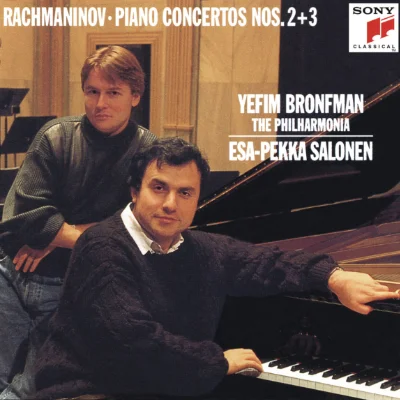 RACHMANINOV · PIANO CONCERTOS NOS. 2+3
SONY
CLASSICAL
YEFIM BRONFMAN
THE PHILHARMONIA
ESA-PEKKA SALONEN